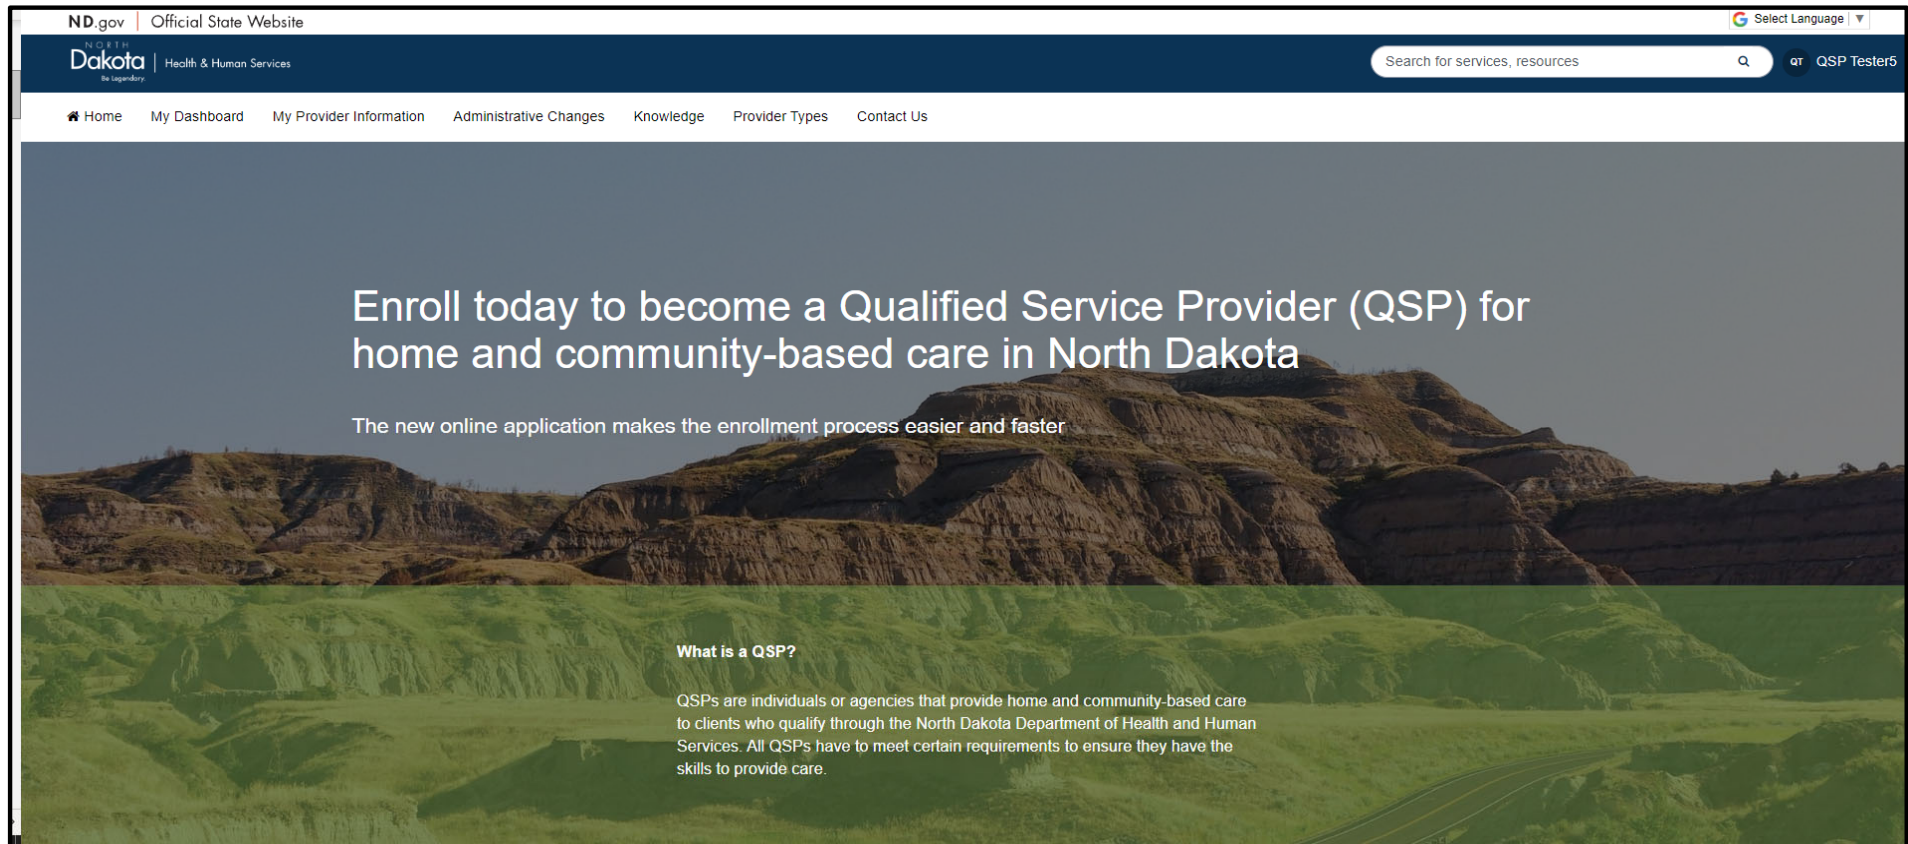 ND.gov | Official State Website
Select Language ▼
NORTH
Dakota | Health & Human Services
Be Legendary.
Search for services, resources
QT QSP Tester5
Home My Dashboard My Provider Information Administrative Changes Knowledge Provider Types Contact Us
Enroll today to become a Qualified Service Provider (QSP) for
home and community-based care in North Dakota
The new online application makes the enrollment process easier and faster
What is a QSP?
QSPs are individuals or agencies that provide home and community-based care
to clients who qualify through the North Dakota Department of Health and Human
Services. All QSPs have to meet certain requirements to ensure they have the
skills to provide care.